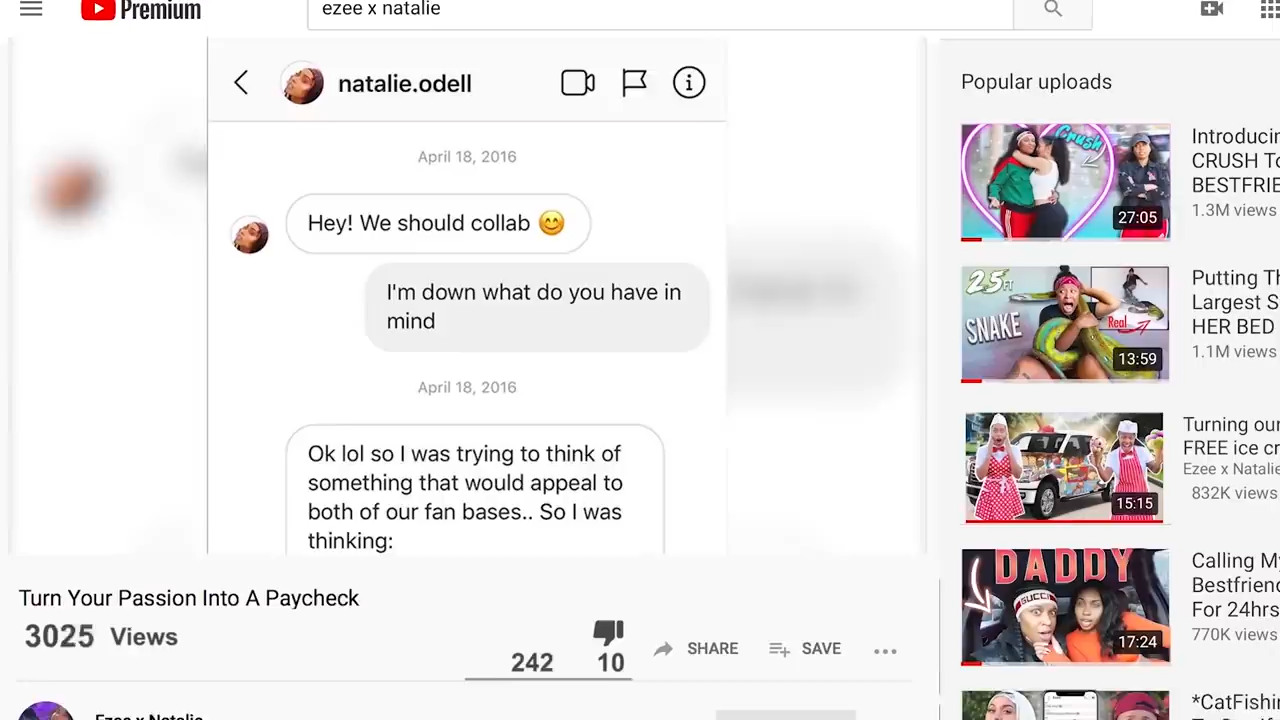 Premium
ezee x natalie
natalie.odell
April 18, 2016
Hey! We should collab 😊
I'm down what do you have in
mind
April 18, 2016
Ok lol so I was trying to think of
something that would appeal to
both of our fan bases.. So I was
thinking:
Turn Your Passion Into A Paycheck
3025 Views
242
10
SHARE
SAVE
Ezee x Natalie
Popular uploads
Crush
27:05
Introducin
CRUSH To
BESTFRIE
1.3M views
25FT
SNAKE
Real
13:59
Putting Th
Largest S
HER BED
1.1M views
15:15
Turning our
FREE ice cr
Ezee x Natalie
832K views
DADDY
GUCCI
17:24
Calling My
Bestfriend
For 24hrs
770K views
*CatFishin